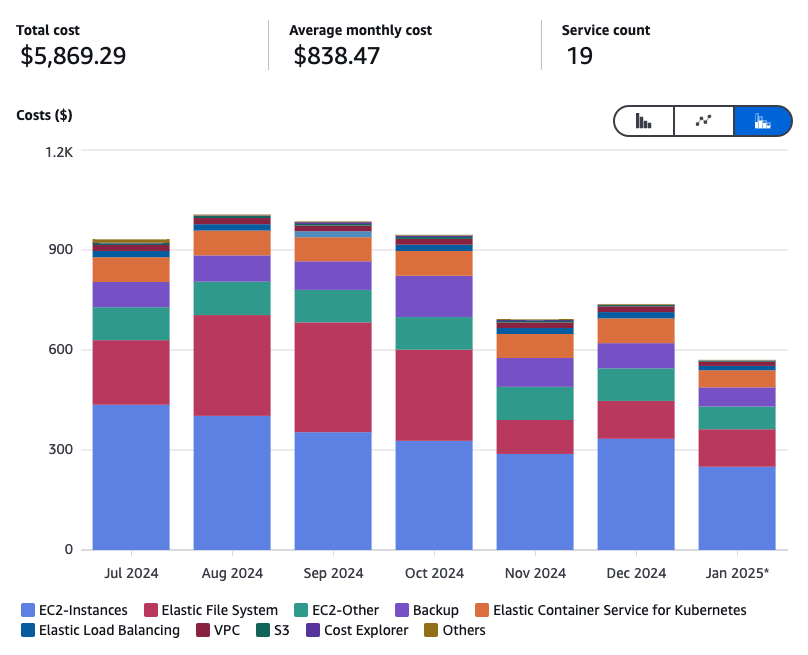 Total cost Average monthly cost Service count
$5,869.29 $838.47 19
Costs ($)
1.2K
900
600
300
0
Jul 2024 Aug 2024 Sep 2024 Oct 2024 Nov 2024 Dec 2024 Jan 2025*
EC2-Instances Elastic File System EC2-Other Backup Elastic Container Service for Kubernetes
Elastic Load Balancing VPC S3 Cost Explorer Others